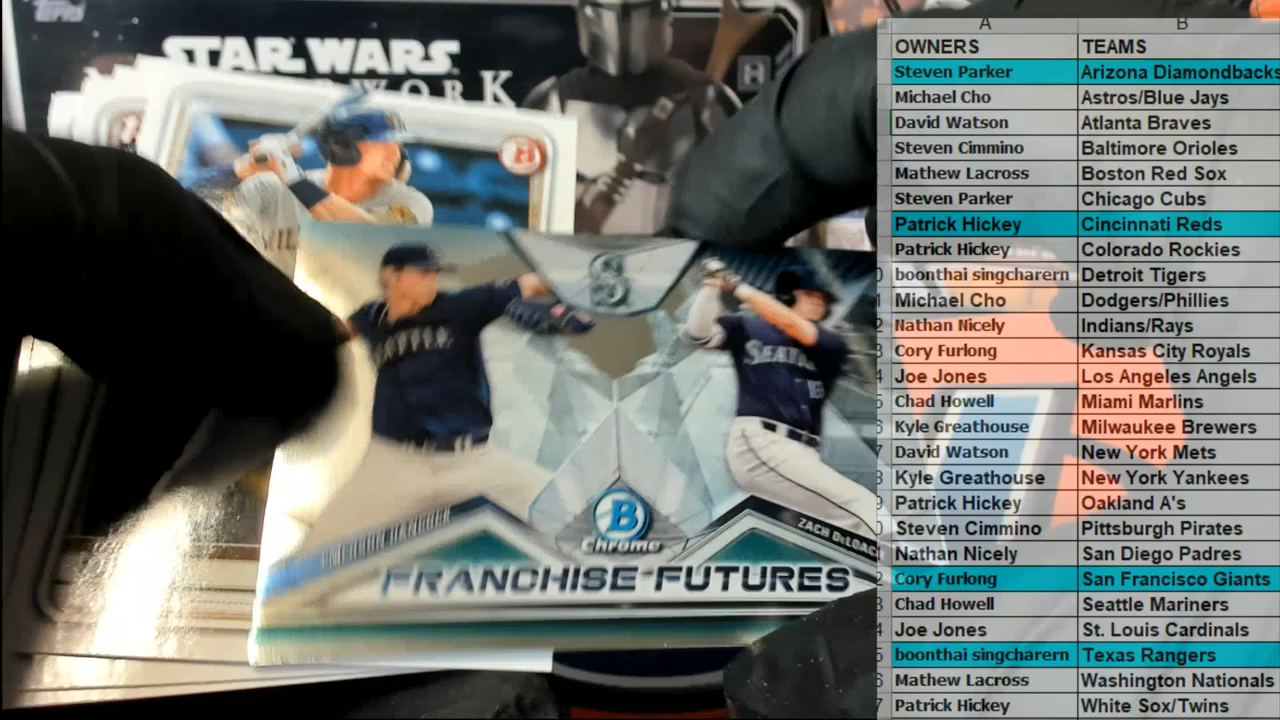 Topps
STAR WARS
WORK
H
SEATTLE
SEATTLE
S
B
Chrome
ZACH DELOACH
FRANCHISE FUTURES
A B
OWNERS TEAMS
Steven Parker Arizona Diamondbacks
Michael Cho Astros/Blue Jays
David Watson Atlanta Braves
Steven Cimmino Baltimore Orioles
Mathew Lacross Boston Red Sox
Steven Parker Chicago Cubs
Patrick Hickey Cincinnati Reds
Patrick Hickey Colorado Rockies
boonthai singcharern Detroit Tigers
Michael Cho Dodgers/Phillies
Nathan Nicely Indians/Rays
Cory Furlong Kansas City Royals
Joe Jones Los Angeles Angels
Chad Howell Miami Marlins
Kyle Greathouse Milwaukee Brewers
David Watson New York Mets
Kyle Greathouse New York Yankees
Patrick Hickey Oakland A's
Steven Cimmino Pittsburgh Pirates
Nathan Nicely San Diego Padres
Cory Furlong San Francisco Giants
Chad Howell Seattle Mariners
Joe Jones St. Louis Cardinals
boonthai singcharern Texas Rangers
Mathew Lacross Washington Nationals
Patrick Hickey White Sox/Twins